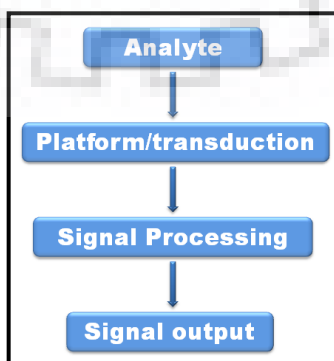 Analyte
Platform/transduction
Signal Processing
Signal output